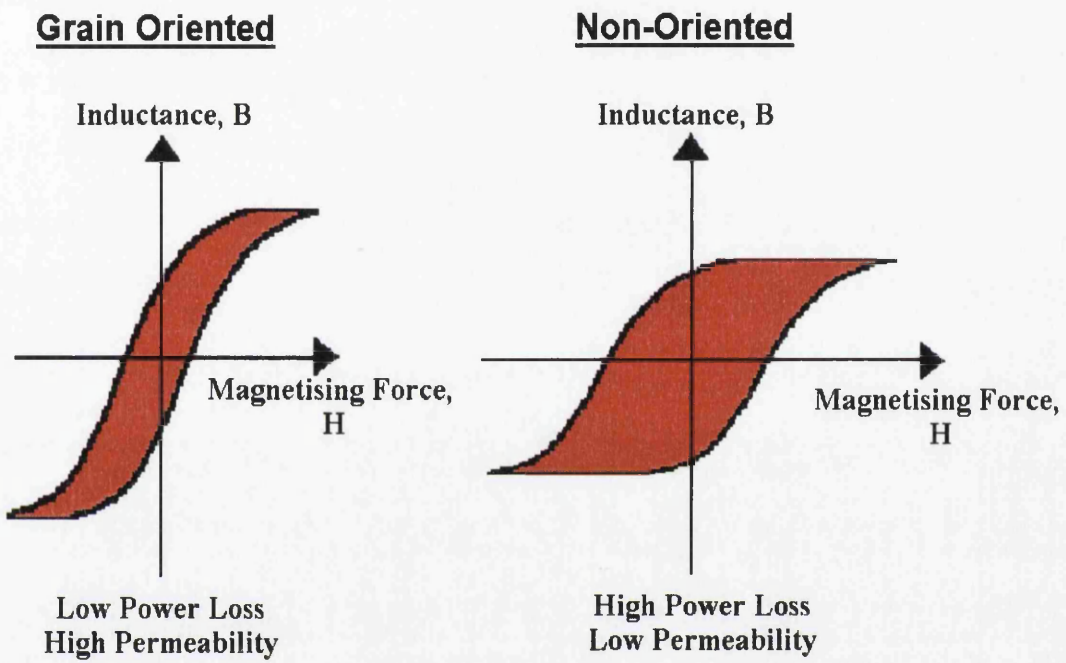 Grain Oriented
Non-Oriented
Inductance, B
Inductance, B
Magnetising Force,
H
Magnetising Force,
H
Low Power Loss
High Permeability
High Power Loss
Low Permeability